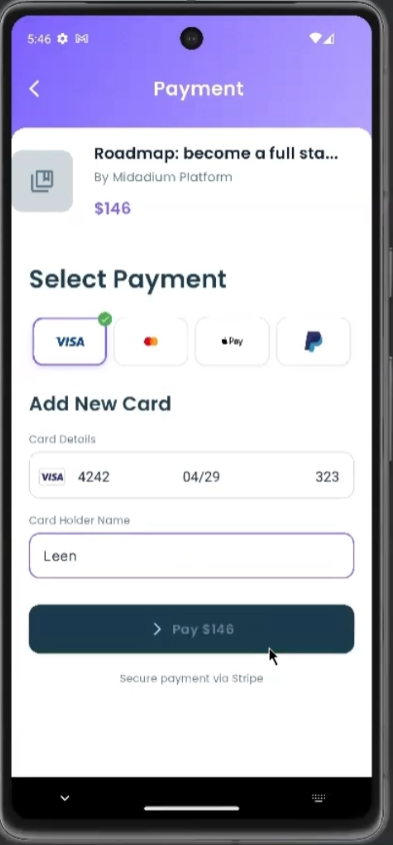 5:46
Payment
Roadmap: become a full sta...
By Midadium Platform
$146
Select Payment
VISA
Pay
Add New Card
Card Details
VISA 4242 04/29 323
Card Holder Name
Leen
Pay $146
Secure payment via Stripe